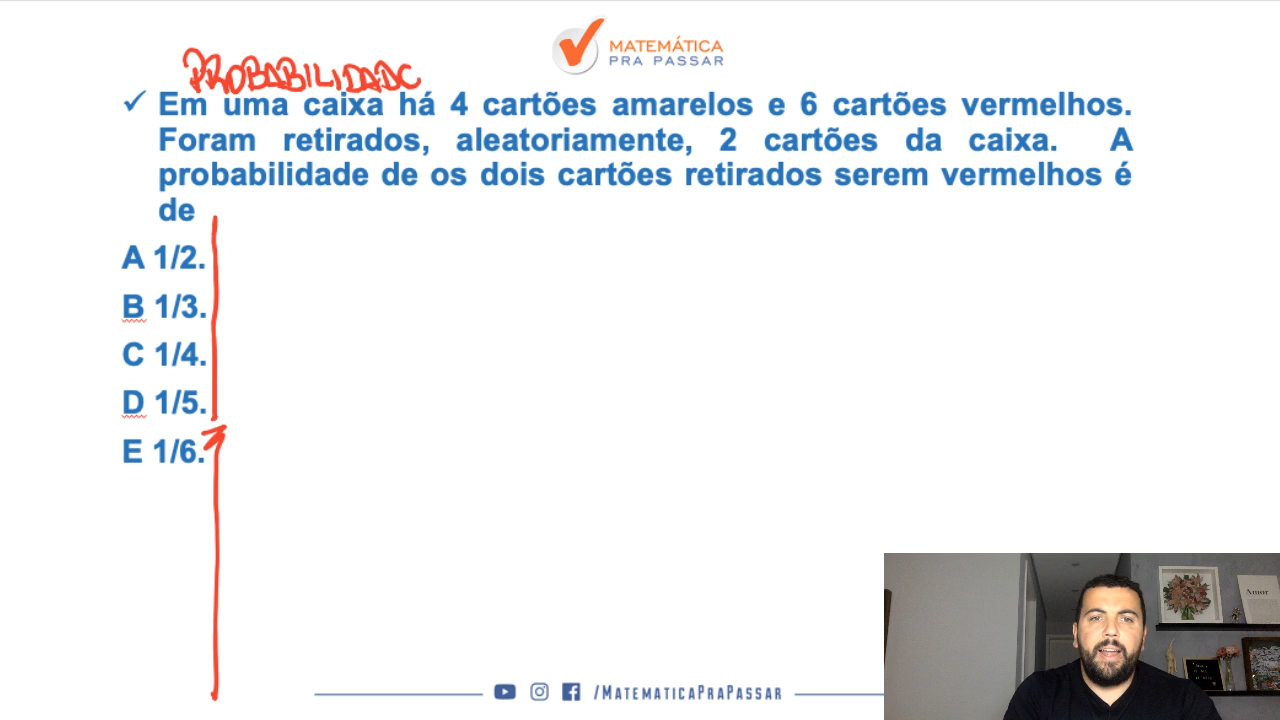 MATEMÁTICA
PRA PASSAR
PROBABILIDADE
✓ Em uma caixa há 4 cartões amarelos e 6 cartões vermelhos.
Foram retirados, aleatoriamente, 2 cartões da caixa. A
probabilidade de os dois cartões retirados serem vermelhos é
de
A 1/2.
B 1/3.
C 1/4.
D 1/5.
E 1/6.
Amor
/MATEMATICAPRAPASSAR